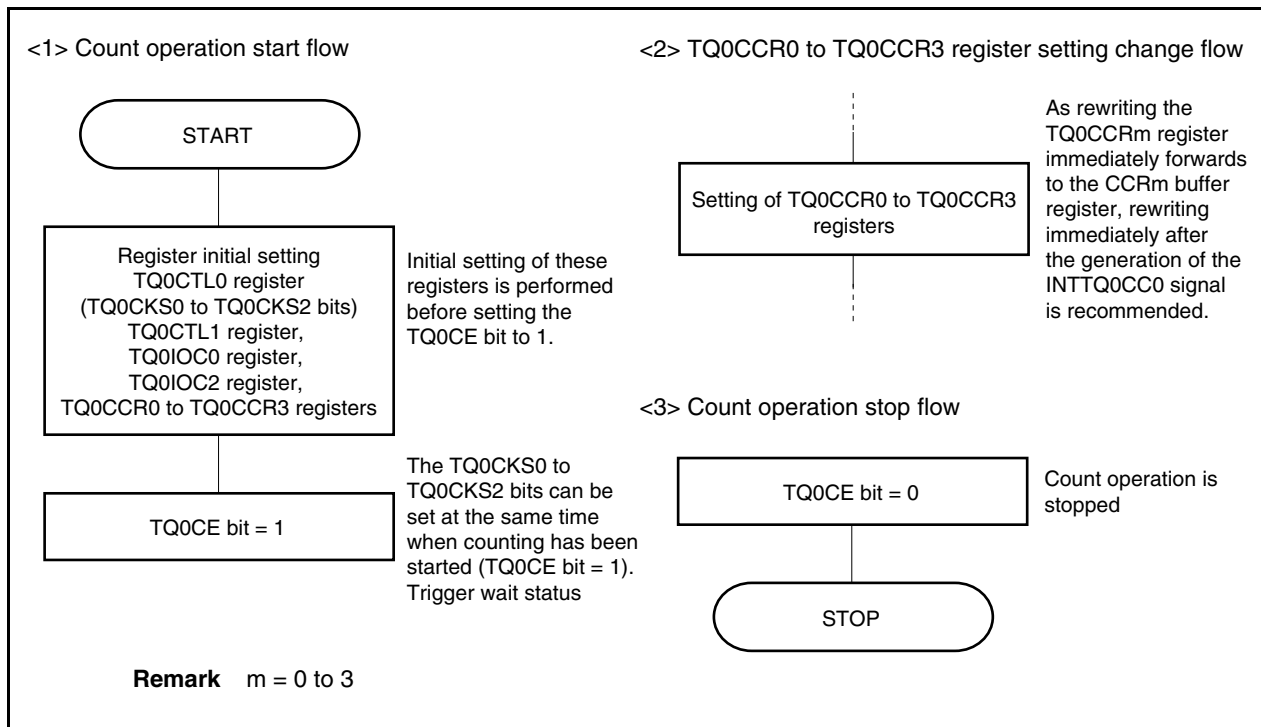 <1> Count operation start flow
START
Register initial setting
TQ0CTL0 register
(TQ0CKS0 to TQ0CKS2 bits)
TQ0CTL1 register,
TQ0IOC0 register,
TQ0IOC2 register,
TQ0CCR0 to TQ0CCR3 registers
Initial setting of these
registers is performed
before setting the
TQ0CE bit to 1.
TQ0CE bit = 1
The TQ0CKS0 to
TQ0CKS2 bits can be
set at the same time
when counting has been
started (TQ0CE bit = 1).
Trigger wait status
<2> TQ0CCR0 to TQ0CCR3 register setting change flow
Setting of TQ0CCR0 to TQ0CCR3
registers
As rewriting the
TQ0CCRm register
immediately forwards
to the CCRm buffer
register, rewriting
immediately after
the generation of the
INTTQ0CC0 signal
is recommended.
<3> Count operation stop flow
TQ0CE bit = 0
Count operation is
stopped
STOP
Remark m = 0 to 3